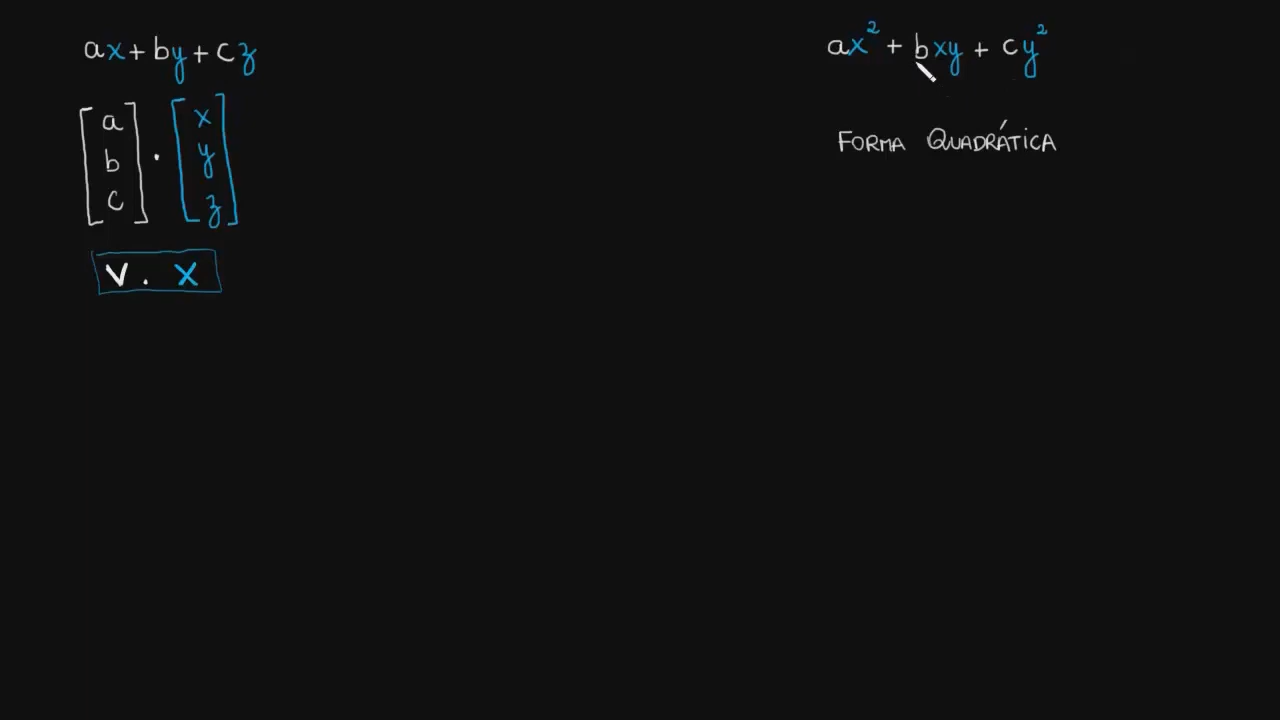 ax + by + cz
[a b c] · [x y z]
v . x
ax² + bxy + cy²
FORMA QUADRÁTICA